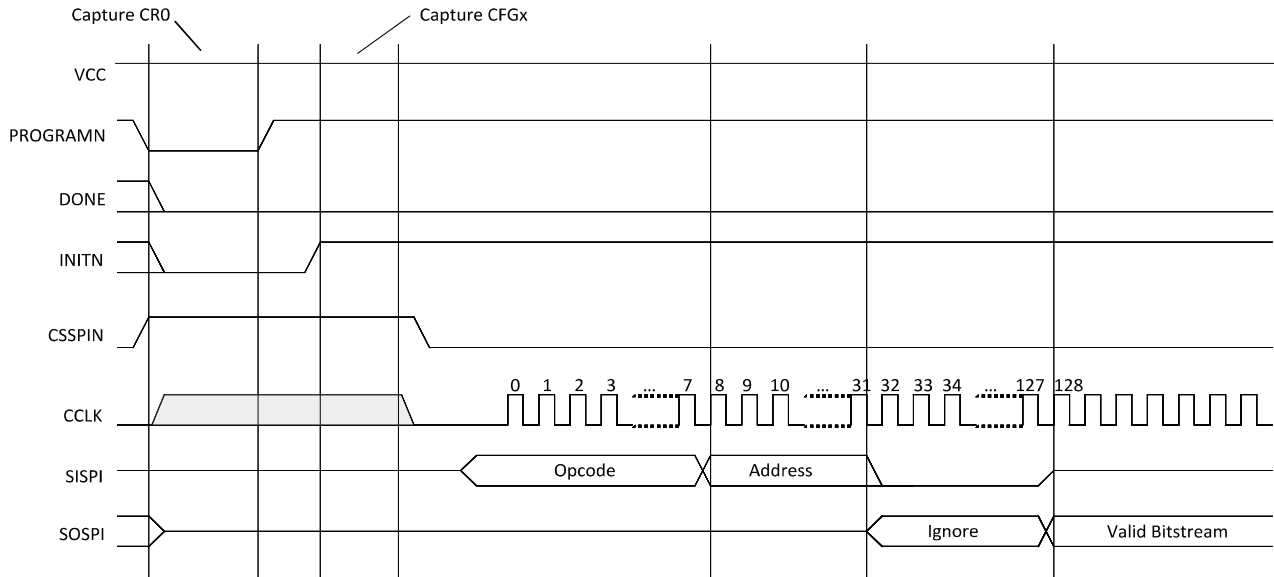 Capture CR0
Capture CFGx
VCC
PROGRAMN
DONE
INITN
CSSPIN
0 1 2 3 ... 7 8 9 10 ... 31 32 33 34 ... 127 128
CCLK
SISPI
Opcode
Address
SOSPI
Ignore
Valid Bitstream